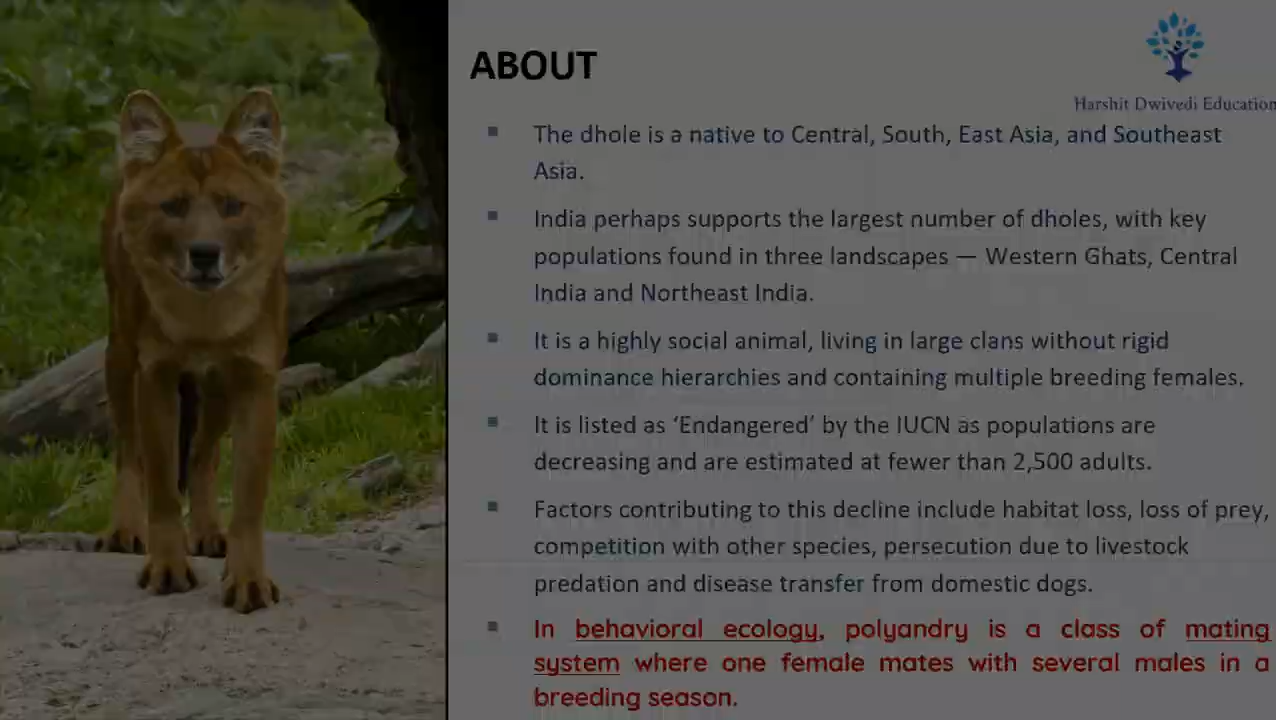 ABOUT
Harshit Dwivedi Education
The dhole is a native to Central, South, East Asia, and Southeast
Asia.
India perhaps supports the largest number of dholes, with key
populations found in three landscapes — Western Ghats, Central
India and Northeast India.
It is a highly social animal, living in large clans without rigid
dominance hierarchies and containing multiple breeding females.
It is listed as ‘Endangered’ by the IUCN as populations are
decreasing and are estimated at fewer than 2,500 adults.
Factors contributing to this decline include habitat loss, loss of prey,
competition with other species, persecution due to livestock
predation and disease transfer from domestic dogs.
In behavioral ecology, polyandry is a class of mating
system where one female mates with several males in a
breeding season.